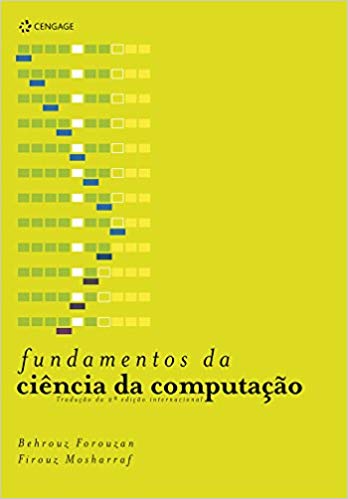 CENGAGE
fundamentos da
ciência da computação
Tradução da 2ª edição internacional
Behrouz Forouzan
Firouz Mosharraf